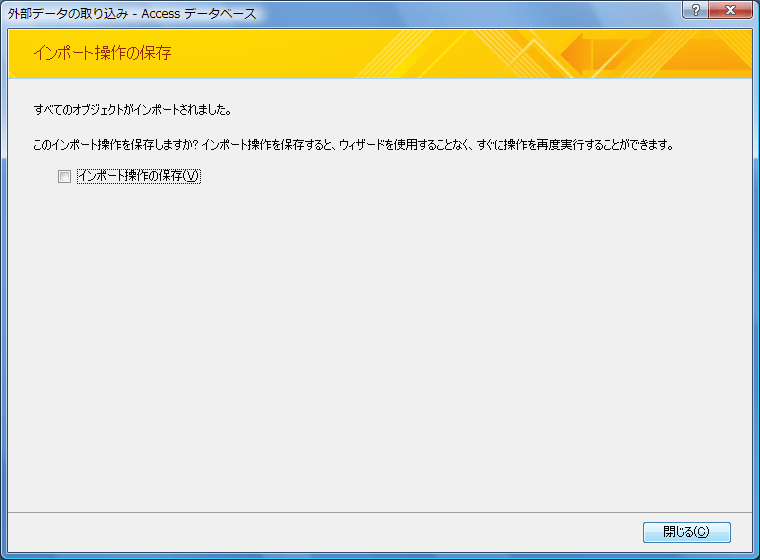 外部データの取り込み - Access データベース
?
インポート操作の保存
すべてのオブジェクトがインポートされました。
このインポート操作を保存しますか? インポート操作を保存すると、ウィザードを使用することなく、すぐに操作を再度実行することができます。
インポート操作の保存(V)
閉じる(C)